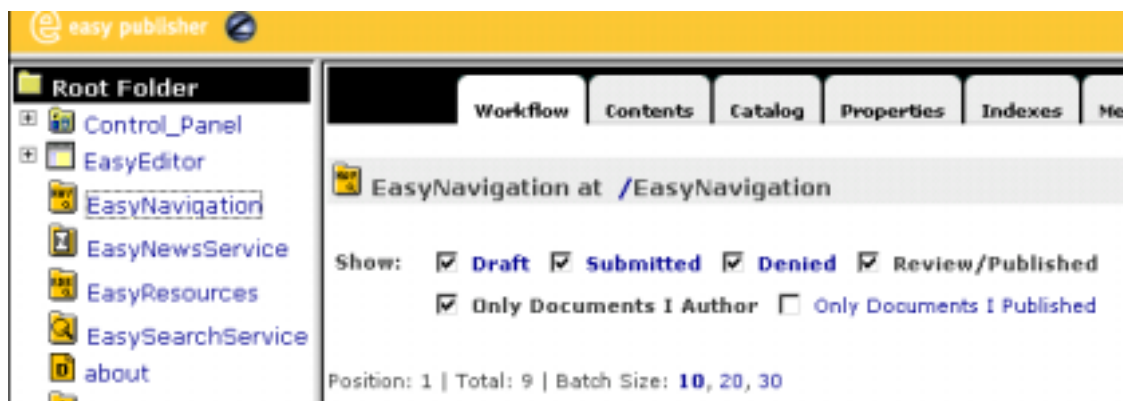 easy publisher
Root Folder
Control_Panel
EasyEditor
EasyNavigation
EasyNewsService
EasyResources
EasySearchService
about
Workflow Contents Catalog Properties Indexes Me
EasyNavigation at /EasyNavigation
Show: Draft Submitted Denied Review/Published
Only Documents I Author Only Documents I Published
Position: 1 | Total: 9 | Batch Size: 10, 20, 30